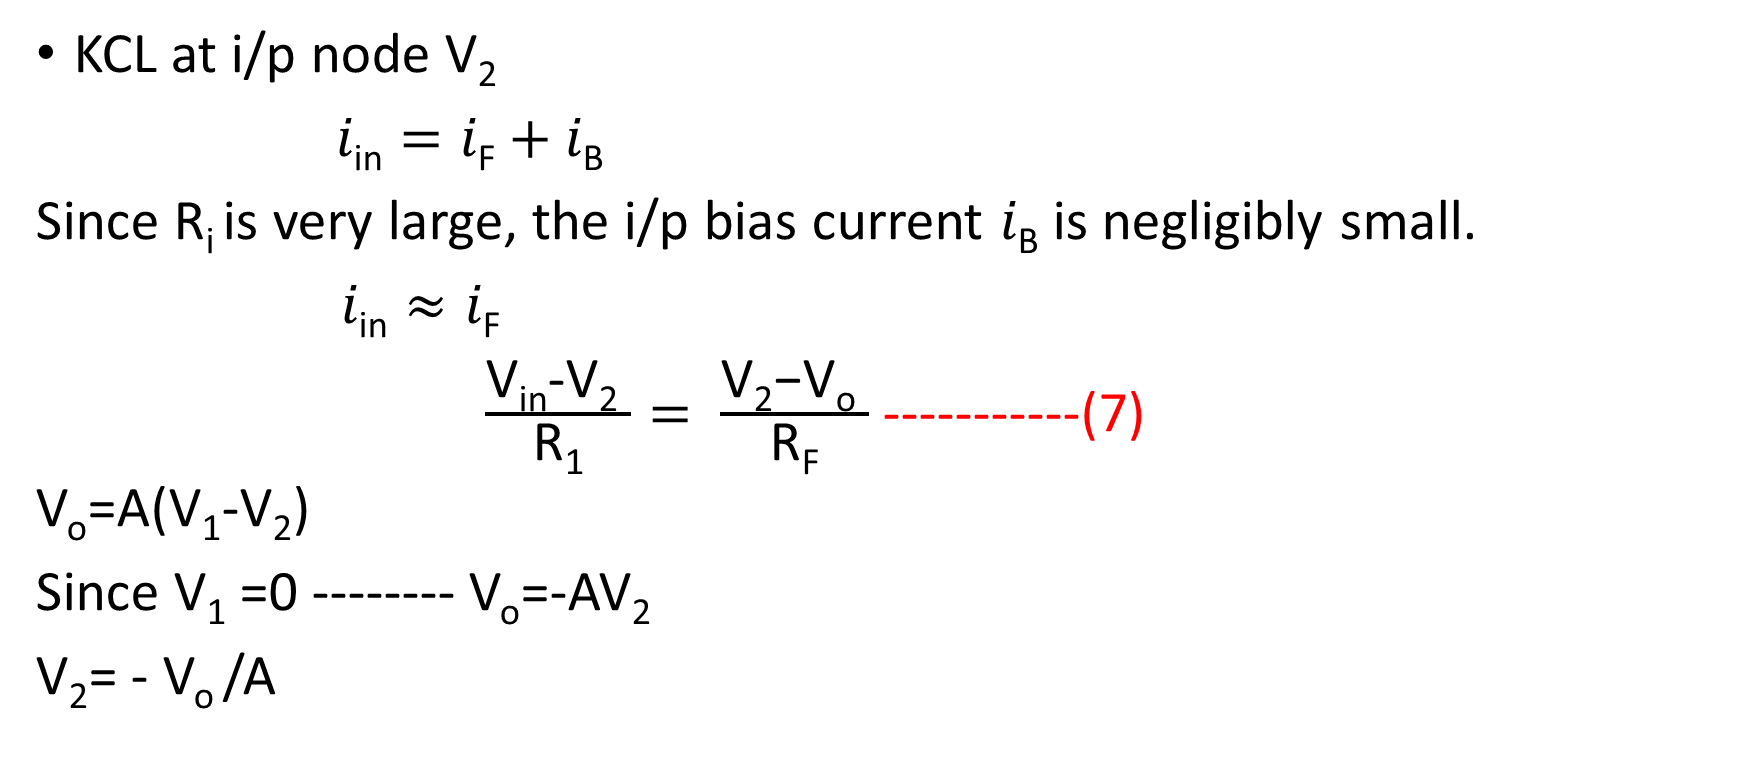 • KCL at i/p node V₂
𝑖in = 𝑖F + 𝑖B
Since Rᵢ is very large, the i/p bias current 𝑖B is negligibly small.
𝑖in ≈ 𝑖F
Vin-V₂ / R₁ = V₂−Vo / RF -----------(7)
Vo=A(V₁-V₂)
Since V₁ =0 -------- Vo=-AV₂
V₂= - Vo /A